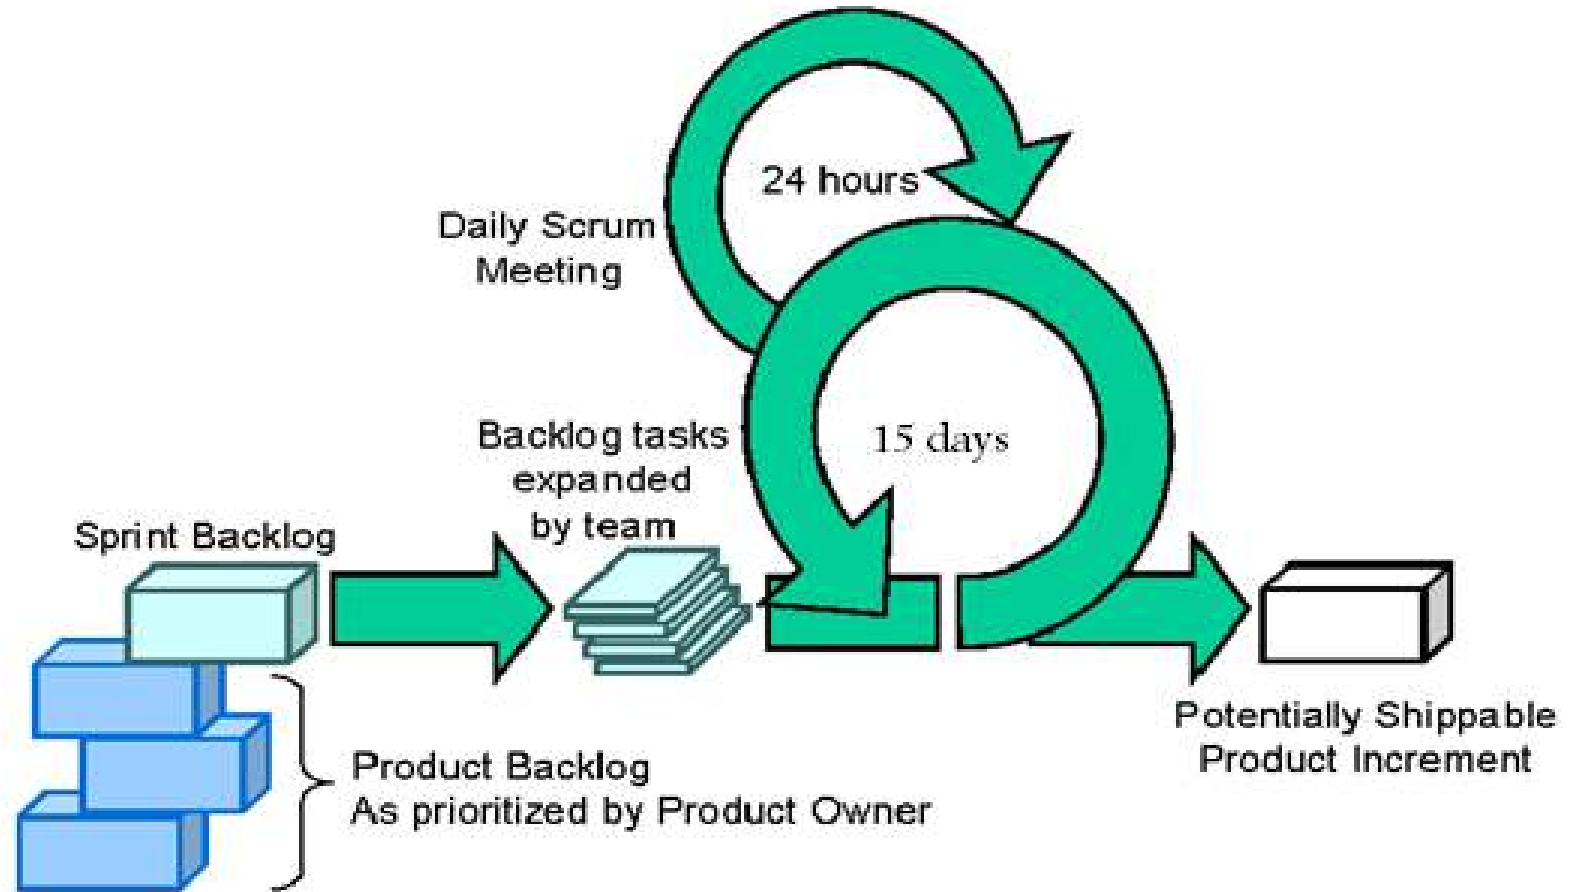 24 hours
Daily Scrum
Meeting
15 days
Backlog tasks
expanded
by team
Sprint Backlog
Potentially Shippable
Product Increment
Product Backlog
As prioritized by Product Owner